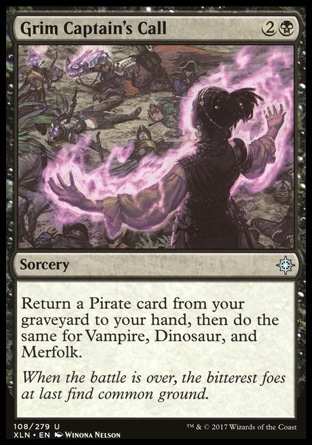 Grim Captain's Call 2
Sorcery
Return a Pirate card from your
graveyard to your hand, then do the
same for Vampire, Dinosaur, and
Merfolk.
When the battle is over, the bitterest foes
at last find common ground.
108/279 U
XLN • EN Winona Nelson
™ & © 2017 Wizards of the Coast